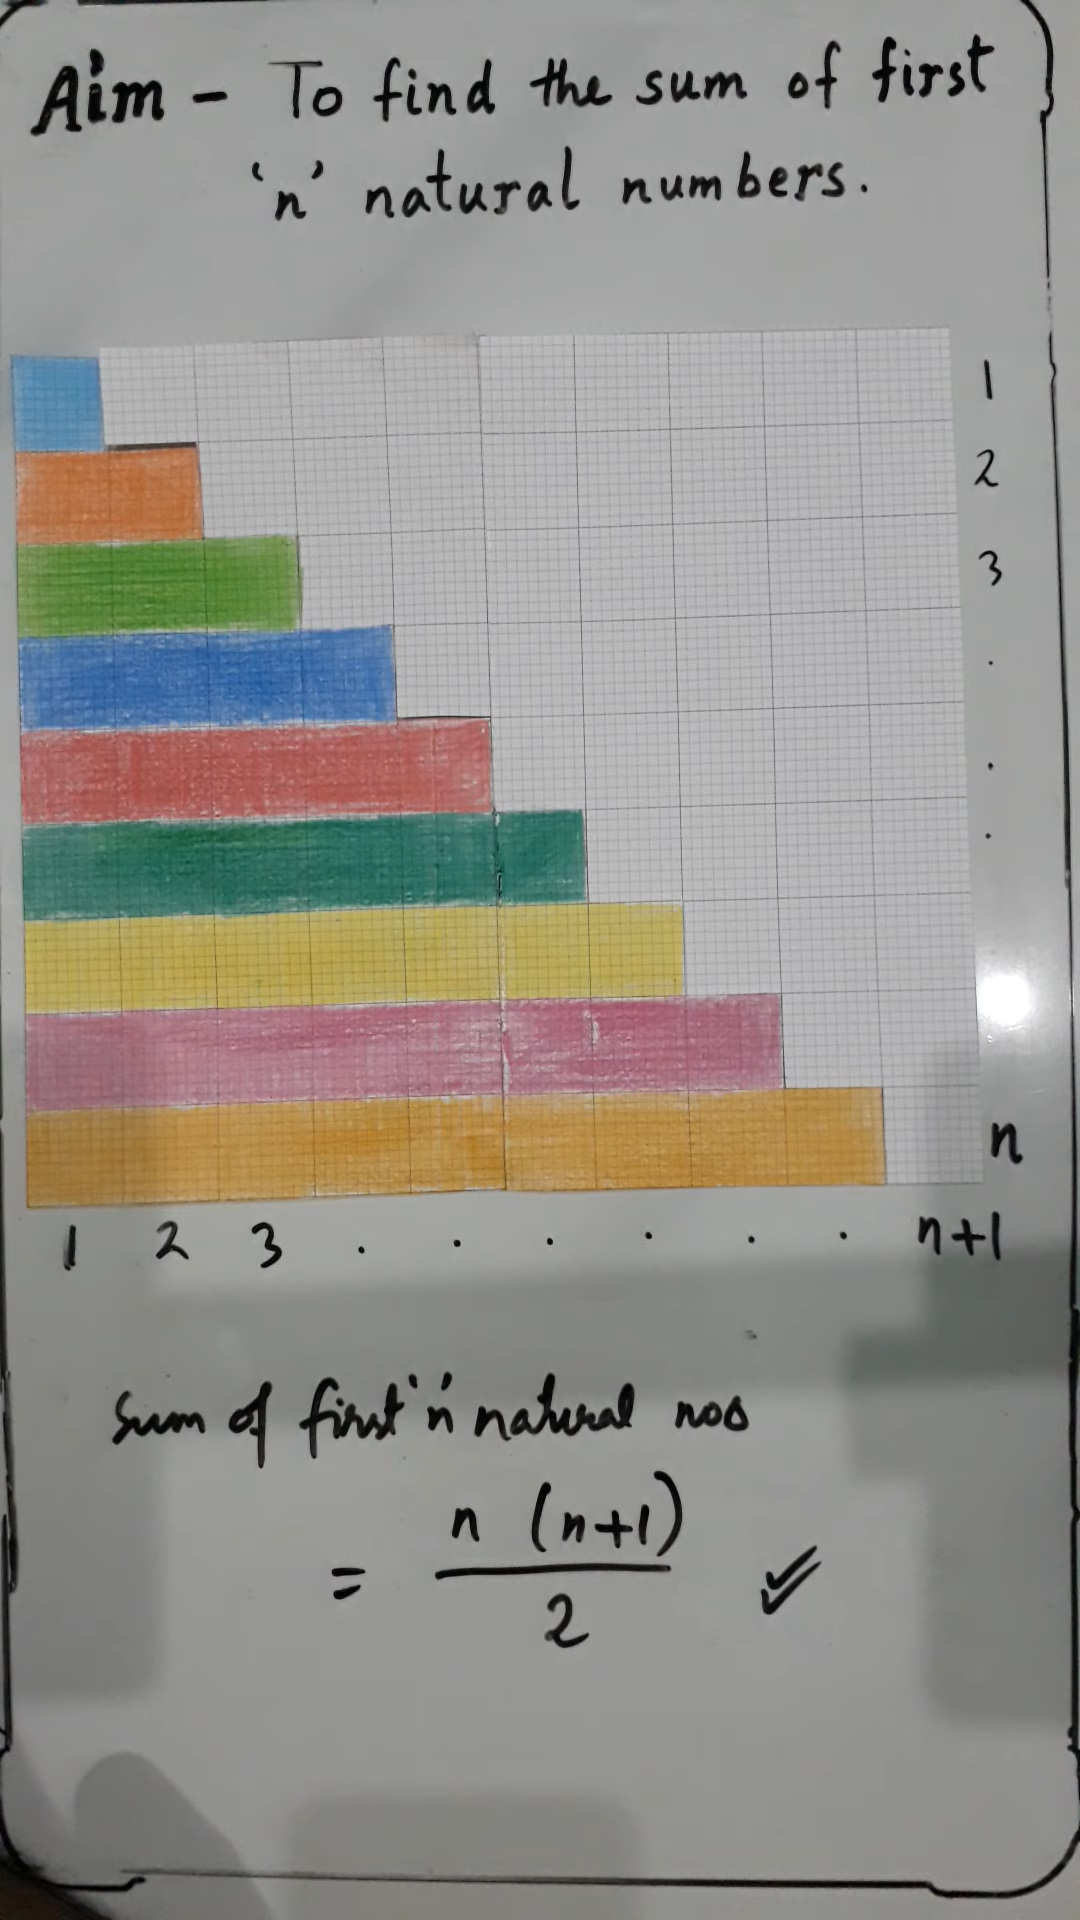 Aim - To find the sum of first
'n' natural numbers.
1
2
3
.
.
.
n
1 2 3 . . . . . . n+1
Sum of first 'n' natural nos
= n (n+1)
2